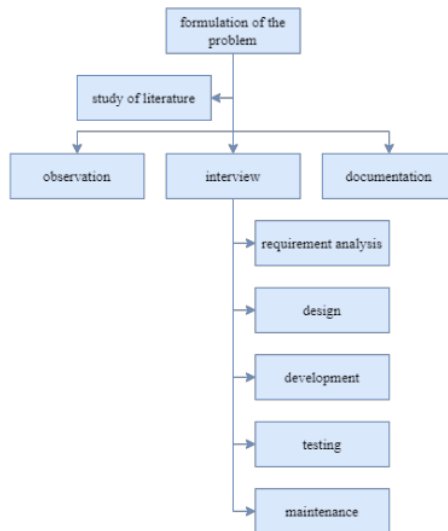 formulation of the
problem
study of literature
observation
interview
documentation
requirement analysis
design
development
testing
maintenance